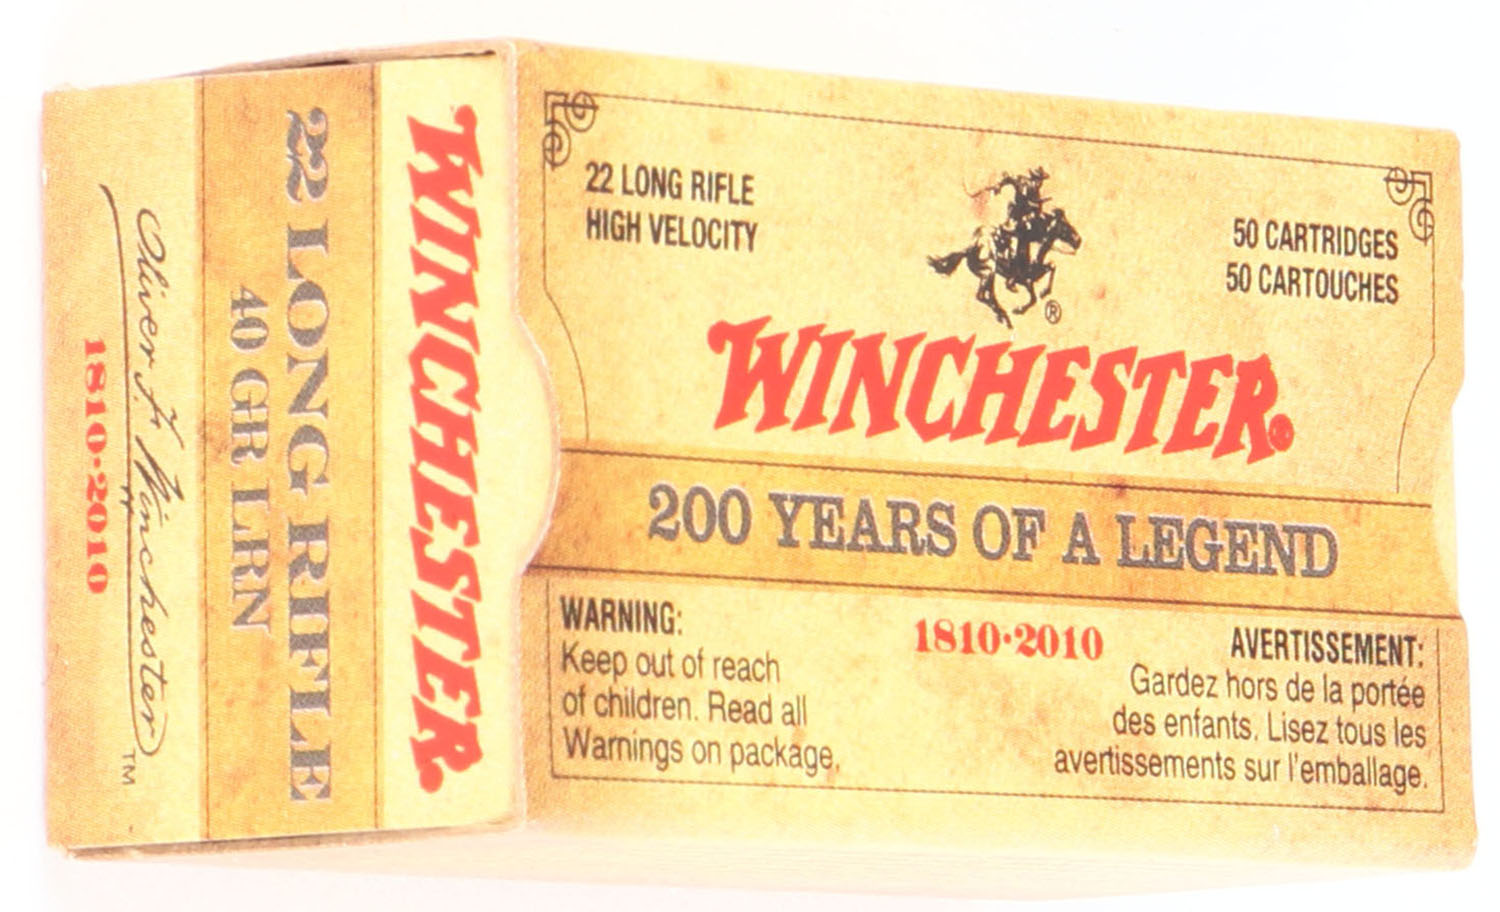 WINCHESTER®
22 LONG RIFLE
40 GR LRN
Oliver F. Winchester™
1810•2010
22 LONG RIFLE
HIGH VELOCITY
®
50 CARTRIDGES
50 CARTOUCHES
WINCHESTER®
200 YEARS OF A LEGEND
1810•2010
WARNING:
Keep out of reach
of children. Read all
Warnings on package.
AVERTISSEMENT:
Gardez hors de la portée
des enfants. Lisez tous les
avertissements sur l'emballage.